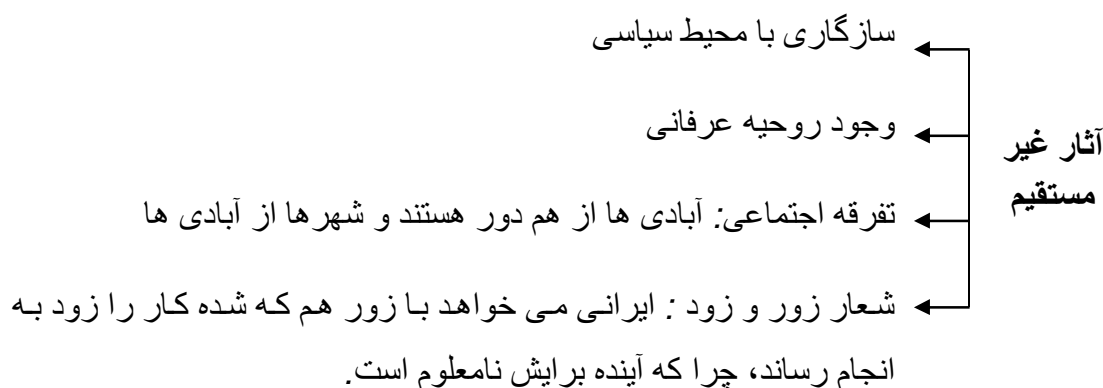 آثار غیر
مستقیم
سازگاری با محیط سیاسی
وجود روحیه عرفانی
تفرقه اجتماعی: آبادی ها از هم دور هستند و شهرها از آبادی ها
شعار زور و زود : ایرانی می خواهد با زور هم که شده کار را زود به
انجام رساند، چرا که آینده برایش نامعلوم است.